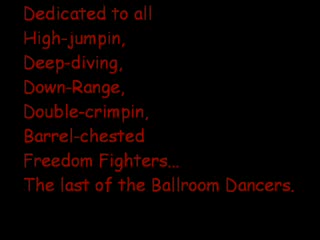 Dedicated to all
High-jumpin,
Deep-diving,
Down-Range,
Double-crimpin,
Barrel-chested
Freedom Fighters...
The last of the Ballroom Dancers.